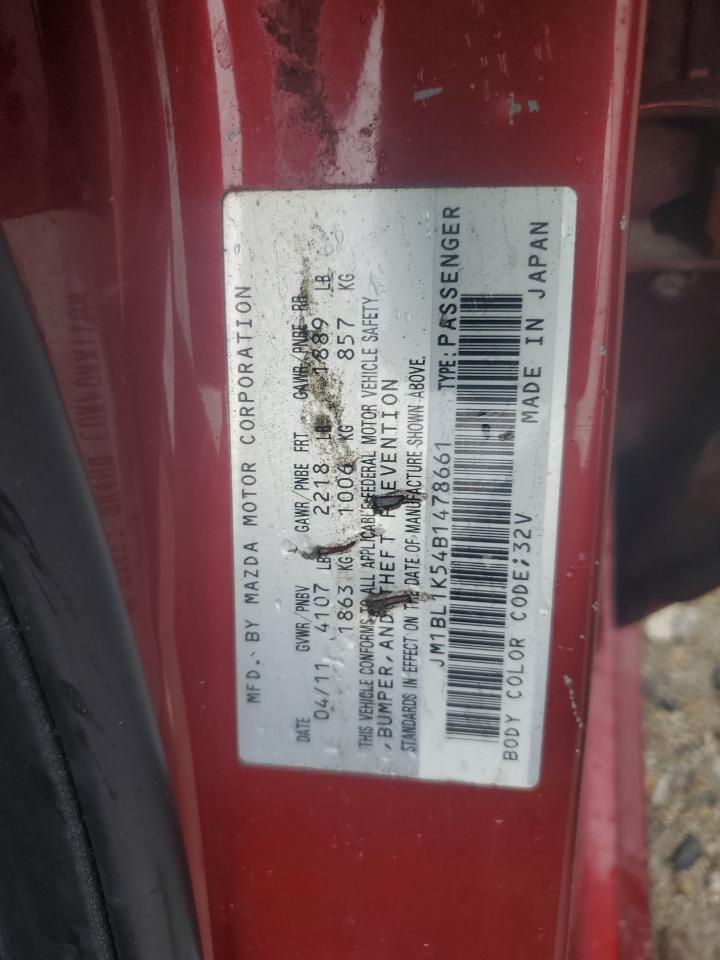 MFD. BY MAZDA MOTOR CORPORATION
DATE GVWR/PNBV GAWR/PNBE FRT GAWR/PNBE RR
04/11 4107 LB 2218 LB 1889 LB
1863 KG 1006 KG 857 KG
THIS VEHICLE CONFORMS TO ALL APPLICABLE FEDERAL MOTOR VEHICLE SAFETY
, BUMPER, AND THEFT PREVENTION
STANDARDS IN EFFECT ON THE DATE OF MANUFACTURE SHOWN ABOVE.
JM1BL1K54B1478661 TYPE: PASSENGER
BODY COLOR CODE;32V MADE IN JAPAN